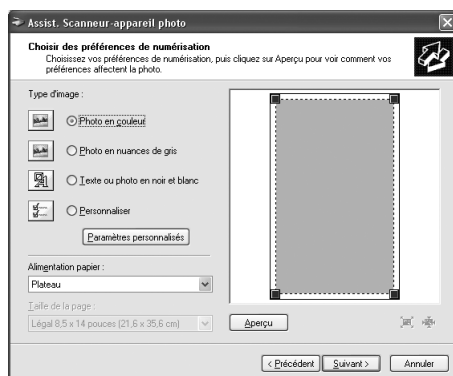 Assist. Scanneur-appareil photo
Choisir des préférences de numérisation
Choisissez vos préférences de numérisation, puis cliquez sur Aperçu pour voir comment vos
préférences affectent la photo.
Type d'image :
Photo en couleur
Photo en nuances de gris
Texte ou photo en noir et blanc
Personnaliser
Paramètres personnalisés
Alimentation papier :
Plateau
Taille de la page :
Légal 8,5 x 14 pouces (21,6 x 35,6 cm)
Aperçu
< Précédent
Suivant >
Annuler